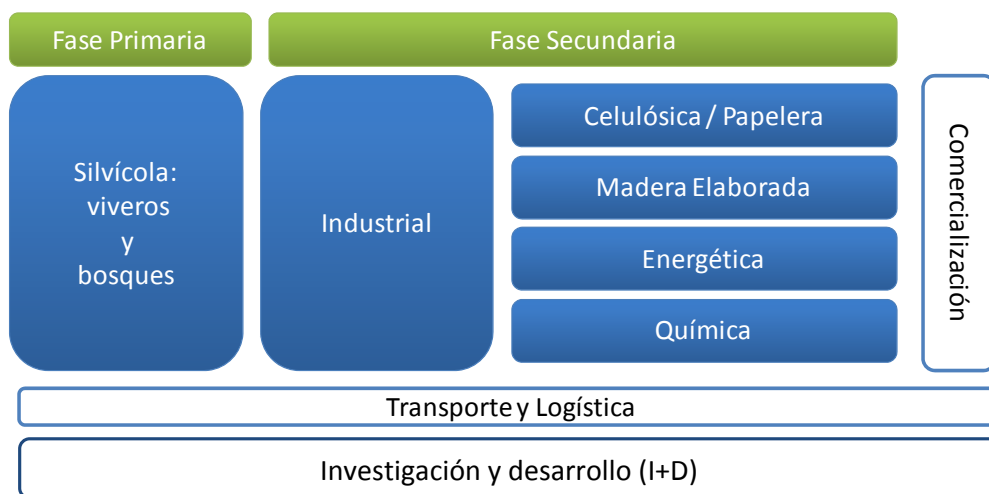 Fase Primaria
Fase Secundaria
Silvícola:
viveros
y
bosques
Industrial
Celulósica / Papelera
Madera Elaborada
Energética
Química
Comercialización
Transporte y Logística
Investigación y desarrollo (I+D)